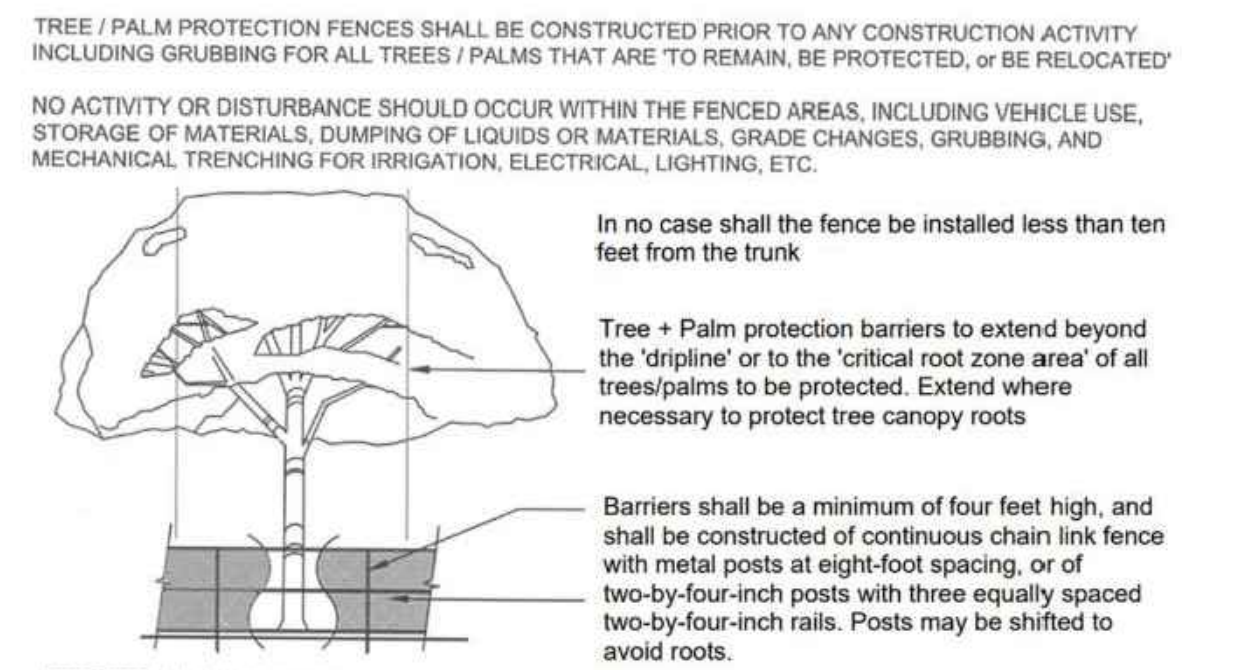 TREE / PALM PROTECTION FENCES SHALL BE CONSTRUCTED PRIOR TO ANY CONSTRUCTION ACTIVITY
INCLUDING GRUBBING FOR ALL TREES / PALMS THAT ARE 'TO REMAIN, BE PROTECTED, or BE RELOCATED'
NO ACTIVITY OR DISTURBANCE SHOULD OCCUR WITHIN THE FENCED AREAS, INCLUDING VEHICLE USE,
STORAGE OF MATERIALS, DUMPING OF LIQUIDS OR MATERIALS, GRADE CHANGES, GRUBBING, AND
MECHANICAL TRENCHING FOR IRRIGATION, ELECTRICAL, LIGHTING, ETC.
In no case shall the fence be installed less than ten
feet from the trunk
Tree + Palm protection barriers to extend beyond
the 'dripline' or to the 'critical root zone area' of all
trees/palms to be protected. Extend where
necessary to protect tree canopy roots
Barriers shall be a minimum of four feet high, and
shall be constructed of continuous chain link fence
with metal posts at eight-foot spacing, or of
two-by-four-inch posts with three equally spaced
two-by-four-inch rails. Posts may be shifted to
avoid roots.